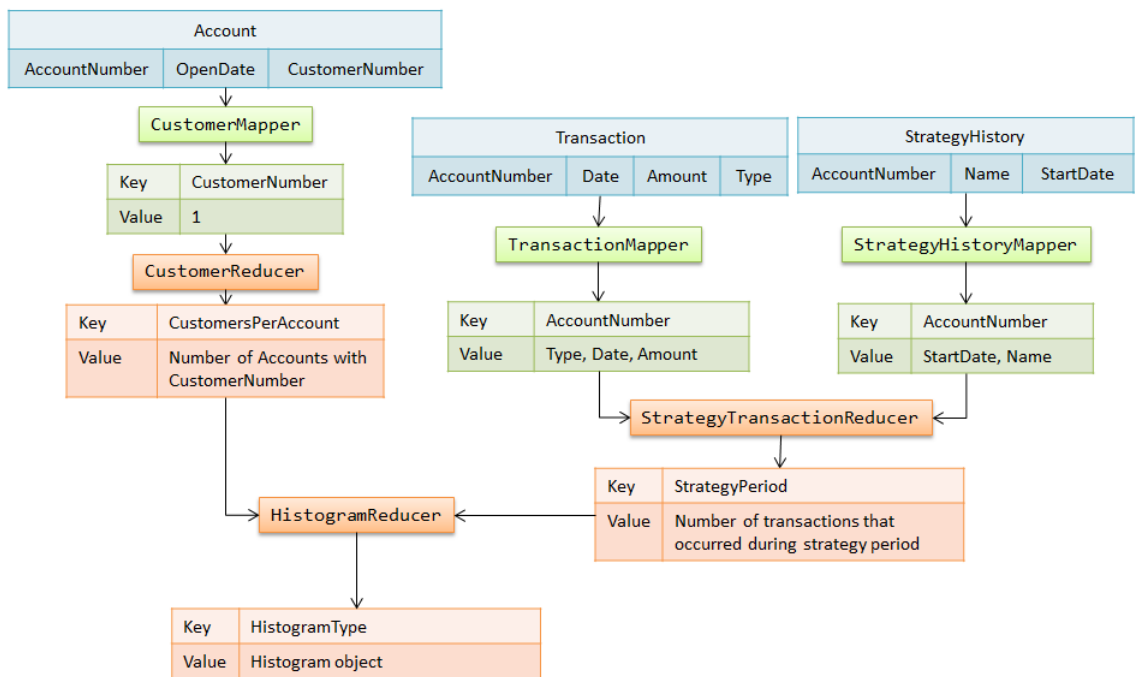 Account
AccountNumber OpenDate CustomerNumber
CustomerMapper
Key CustomerNumber
Value 1
CustomerReducer
Key CustomersPerAccount
Value Number of Accounts with
CustomerNumber
Transaction
AccountNumber Date Amount Type
TransactionMapper
Key AccountNumber
Value Type, Date, Amount
StrategyHistory
AccountNumber Name StartDate
StrategyHistoryMapper
Key AccountNumber
Value StartDate, Name
StrategyTransactionReducer
Key StrategyPeriod
Value Number of transactions that
occurred during strategy period
HistogramReducer
Key HistogramType
Value Histogram object